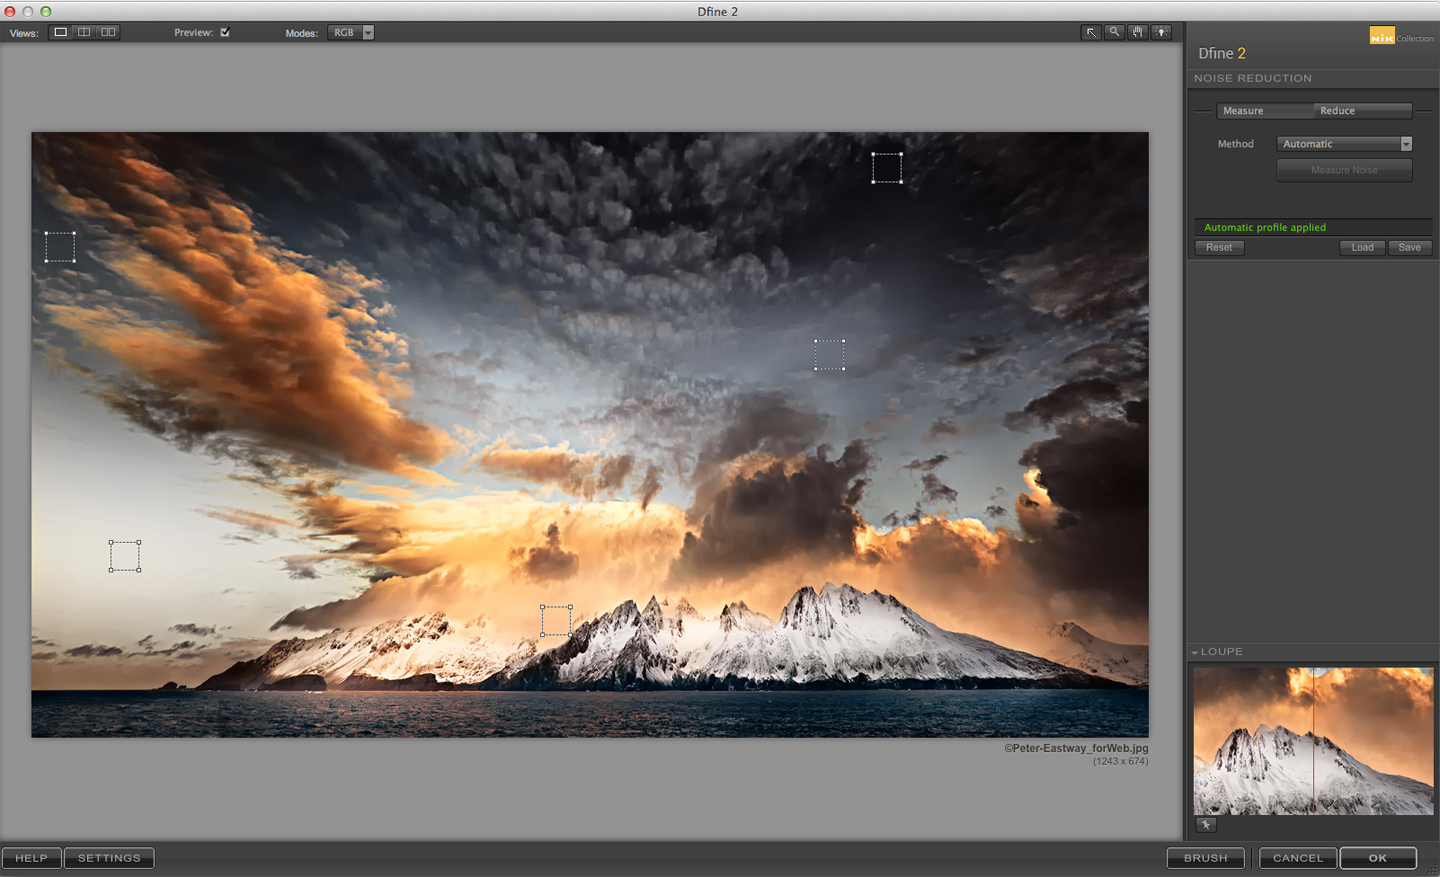 Dfine 2
Views:
Preview:
Modes: RGB
Nik Collection
Dfine 2
NOISE REDUCTION
Measure Reduce
Method Automatic
Measure Noise
Automatic profile applied
Reset Load Save
©Peter-Eastway_forWeb.jpg
(1243 x 674)
LOUPE
HELP SETTINGS BRUSH CANCEL OK